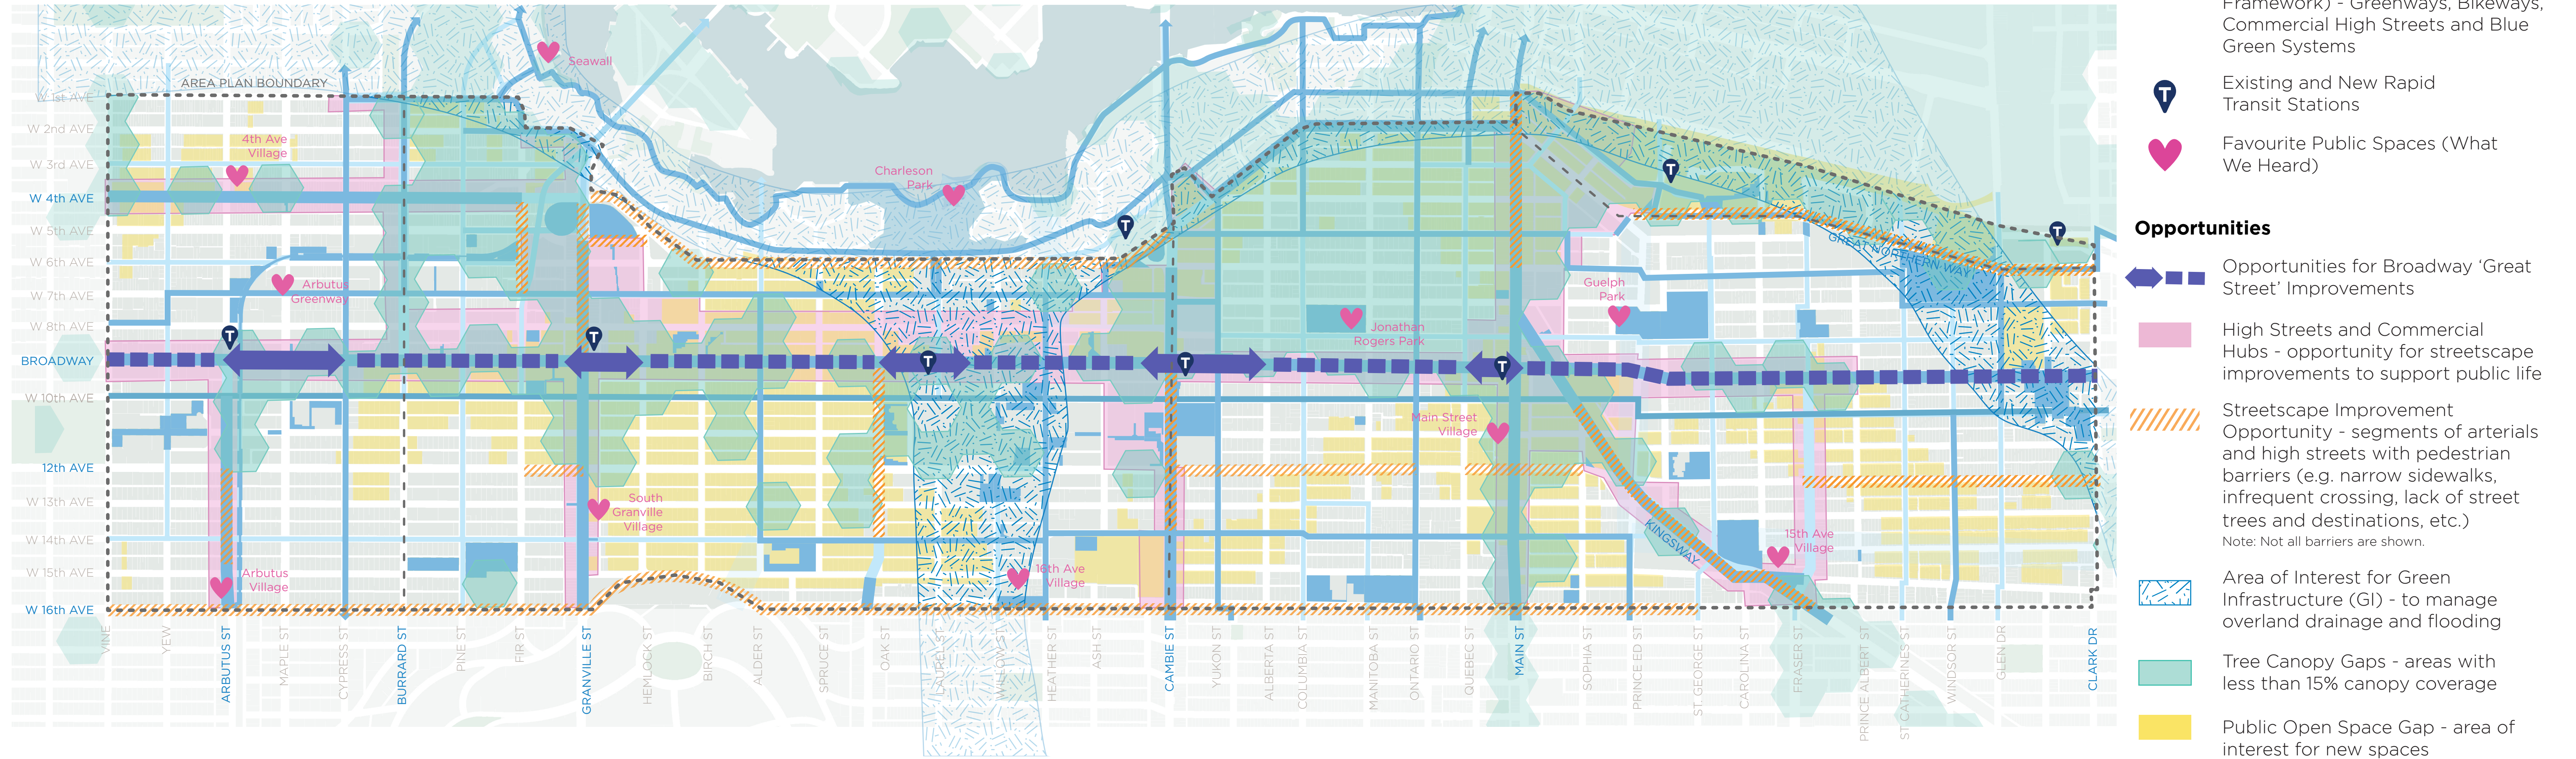 Framework) - Greenways, Bikeways,
Commercial High Streets and Blue
Green Systems
Existing and New Rapid
Transit Stations
Favourite Public Spaces (What
We Heard)
Opportunities
Opportunities for Broadway ‘Great
Street’ Improvements
High Streets and Commercial
Hubs - opportunity for streetscape
improvements to support public life
Streetscape Improvement
Opportunity - segments of arterials
and high streets with pedestrian
barriers (e.g. narrow sidewalks,
infrequent crossing, lack of street
trees and destinations, etc.)
Note: Not all barriers are shown.
Area of Interest for Green
Infrastructure (GI) - to manage
overland drainage and flooding
Tree Canopy Gaps - areas with
less than 15% canopy coverage
Public Open Space Gap - area of
interest for new spaces
AREA PLAN BOUNDARY
W 1st AVE
W 2nd AVE
W 3rd AVE
W 4th AVE
W 5th AVE
W 6th AVE
W 7th AVE
W 8th AVE
BROADWAY
W 10th AVE
12th AVE
W 13th AVE
W 14th AVE
W 15th AVE
W 16th AVE
Seawall
4th Ave
Village
Charleson
Park
Arbutus
Greenway
Guelph
Park
Jonathan
Rogers Park
Main Street
Village
South
Granville
Village
15th Ave
Village
Arbutus
Village
16th Ave
Village
GREAT NORTHERN WAY
KINGSWAY
T
T
T
T
T
T
T
T
T
VINE
YEW
ARBUTUS ST
MAPLE ST
CYPRESS ST
BURRARD ST
PINE ST
FIR ST
GRANVILLE ST
HEMLOCK ST
BIRCH ST
ALDER ST
SPRUCE ST
OAK ST
LAUREL ST
WILLOW ST
HEATHER ST
ASH ST
CAMBIE ST
YUKON ST
ALBERTA ST
COLUMBIA ST
MANITOBA ST
ONTARIO ST
QUEBEC ST
MAIN ST
SOPHIA ST
PRINCE ED ST
ST. GEORGE ST
CAROLINA ST
FRASER ST
PRINCE ALBERT ST
ST CATHERINES ST
WINDSOR ST
GLEN DR
CLARK DR
T